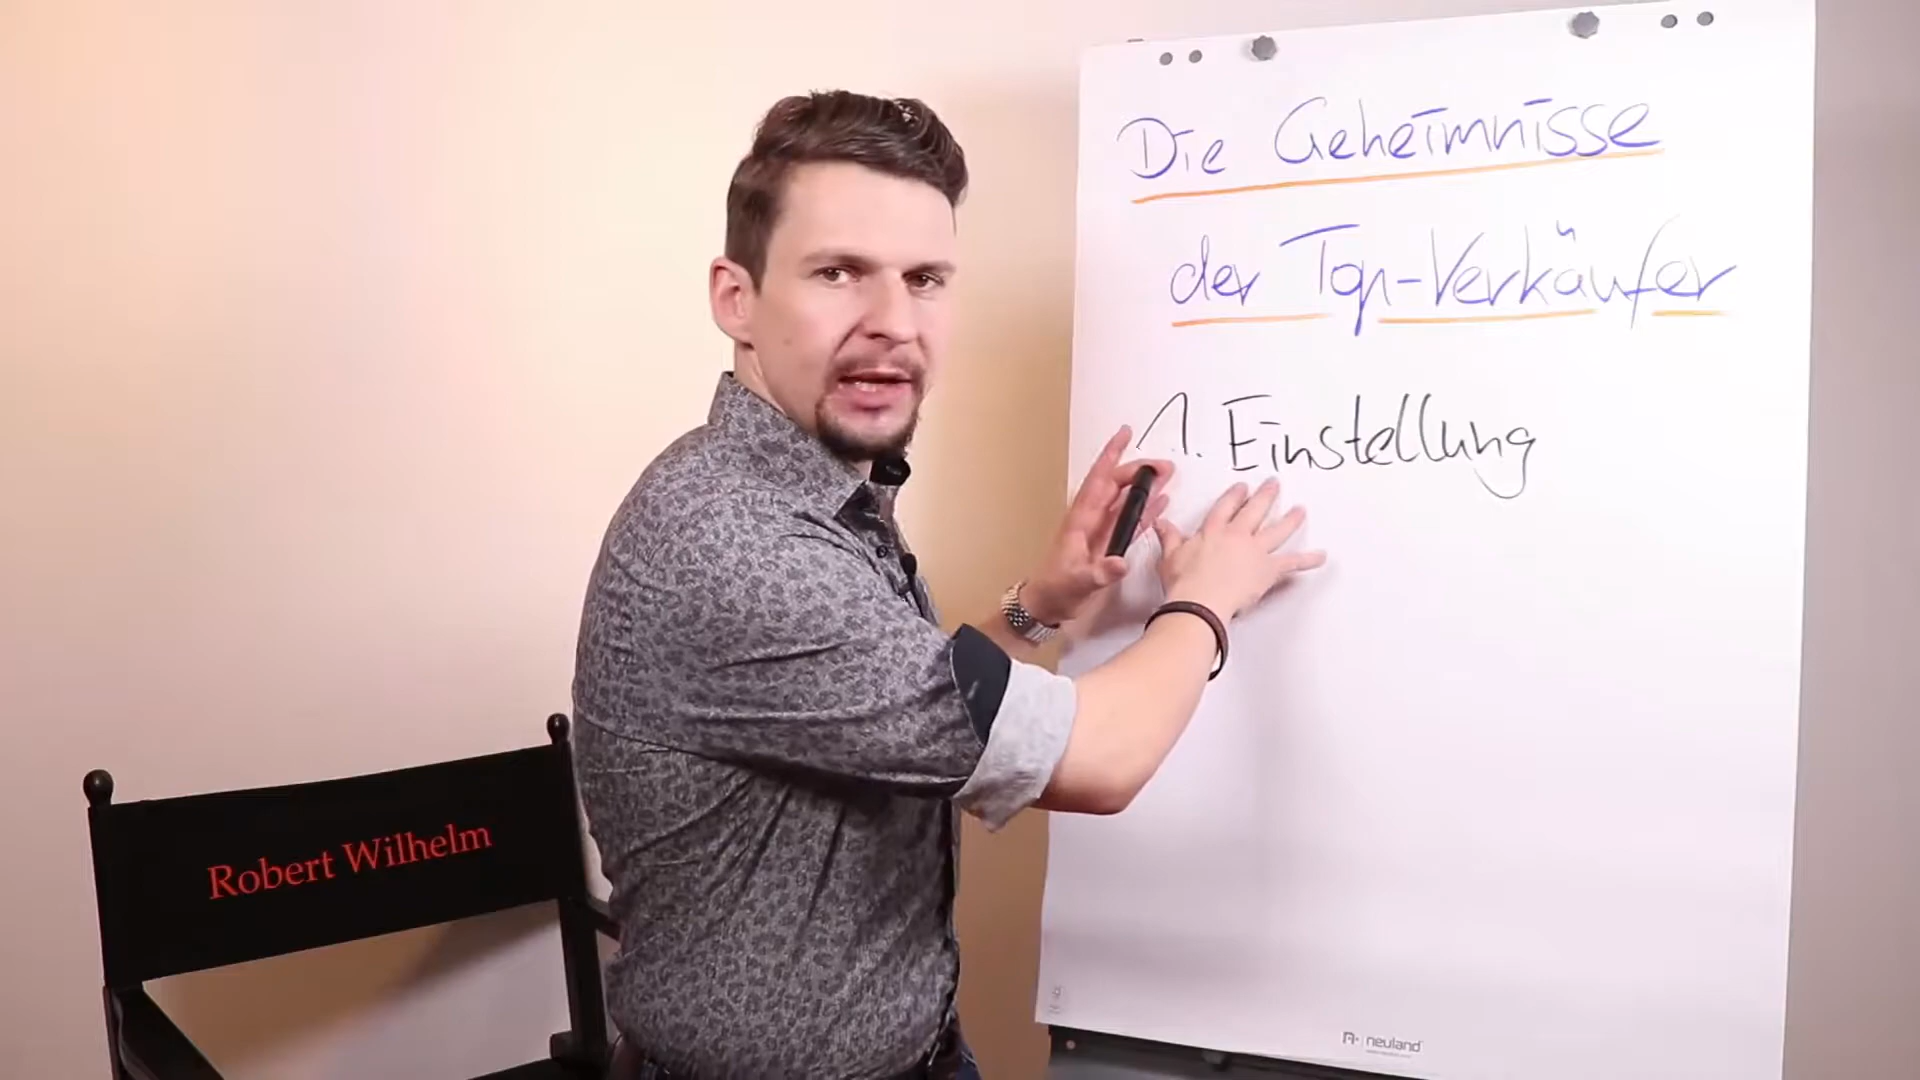 Die Geheimnisse
der Top-Verkäufer
1. Einstellung
Robert Wilhelm
neuland